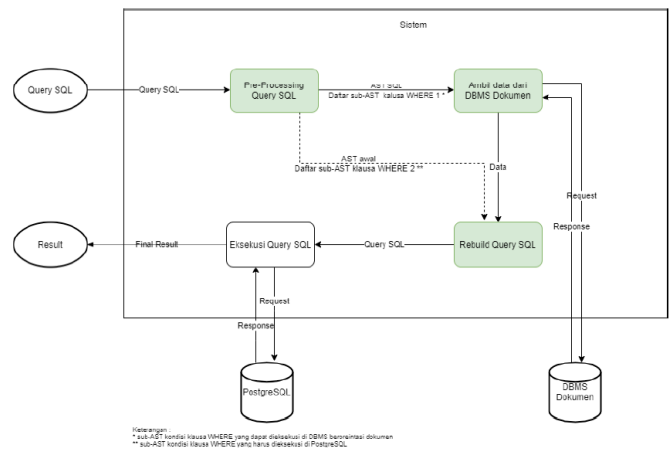 Sistem
Query SQL
Query SQL
Pre-Processing
Query SQL
AST SQL
Daftar sub-AST kalusa WHERE 1 *
Ambil data dari
DBMS Dokumen
AST awal
Daftar sub-AST klausa WHERE 2 **
Data
Request
Response
Result
Final Result
Eksekusi Query SQL
Query SQL
Rebuild Query SQL
Request
Response
PostgreSQL
DBMS
Dokumen
Keterangan :
* sub-AST kondisi klausa WHERE yang dapat dieksekusi di DBMS beroreintasi dokumen
** sub-AST kondisi klausa WHERE yang harus dieksekusi di PostgreSQL